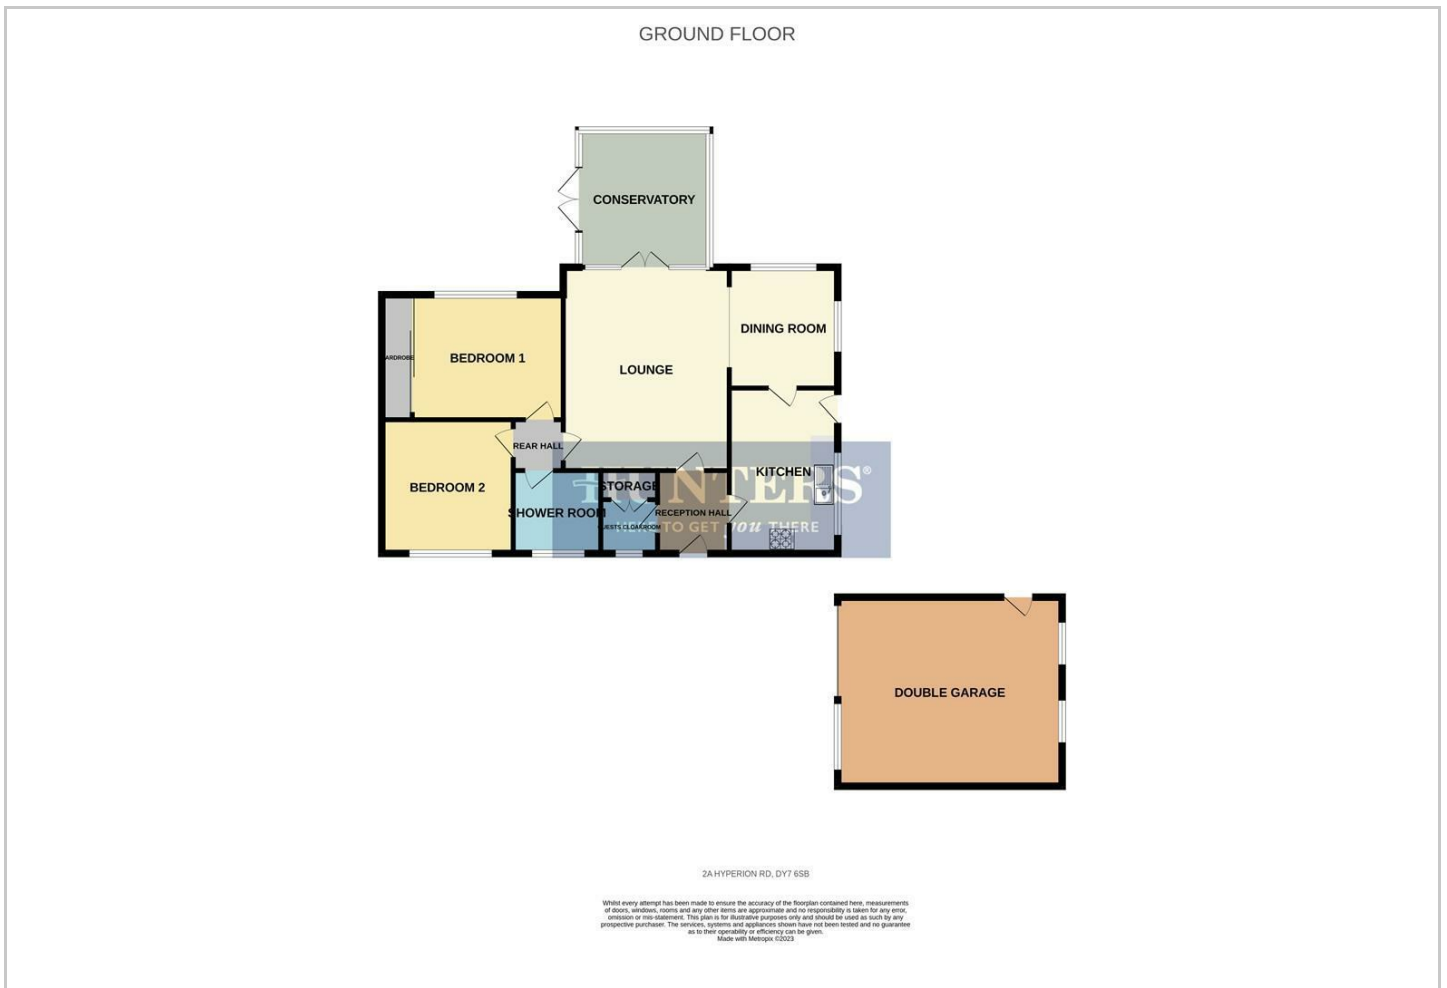 GROUND FLOOR
CONSERVATORY
DINING ROOM
BEDROOM 1
ARDROBE
LOUNGE
REAR HALL
KITCHEN
BEDROOM 2
STORAGE
SHOWER ROOM
RECEPTION HALL
GUESTS CLOAKROOM
HUNTERS®
HERE TO GET you THERE
DOUBLE GARAGE
2A HYPERION RD, DY7 6SB
Whilst every attempt has been made to ensure the accuracy of the floorplan contained here, measurements
of doors, windows, rooms and any other items are approximate and no responsibility is taken for any error,
omission or mis-statement. This plan is for illustrative purposes only and should be used as such by any
prospective purchaser. The services, systems and appliances shown have not been tested and no guarantee
as to their operability or efficiency can be given.
Made with Metropix ©2023